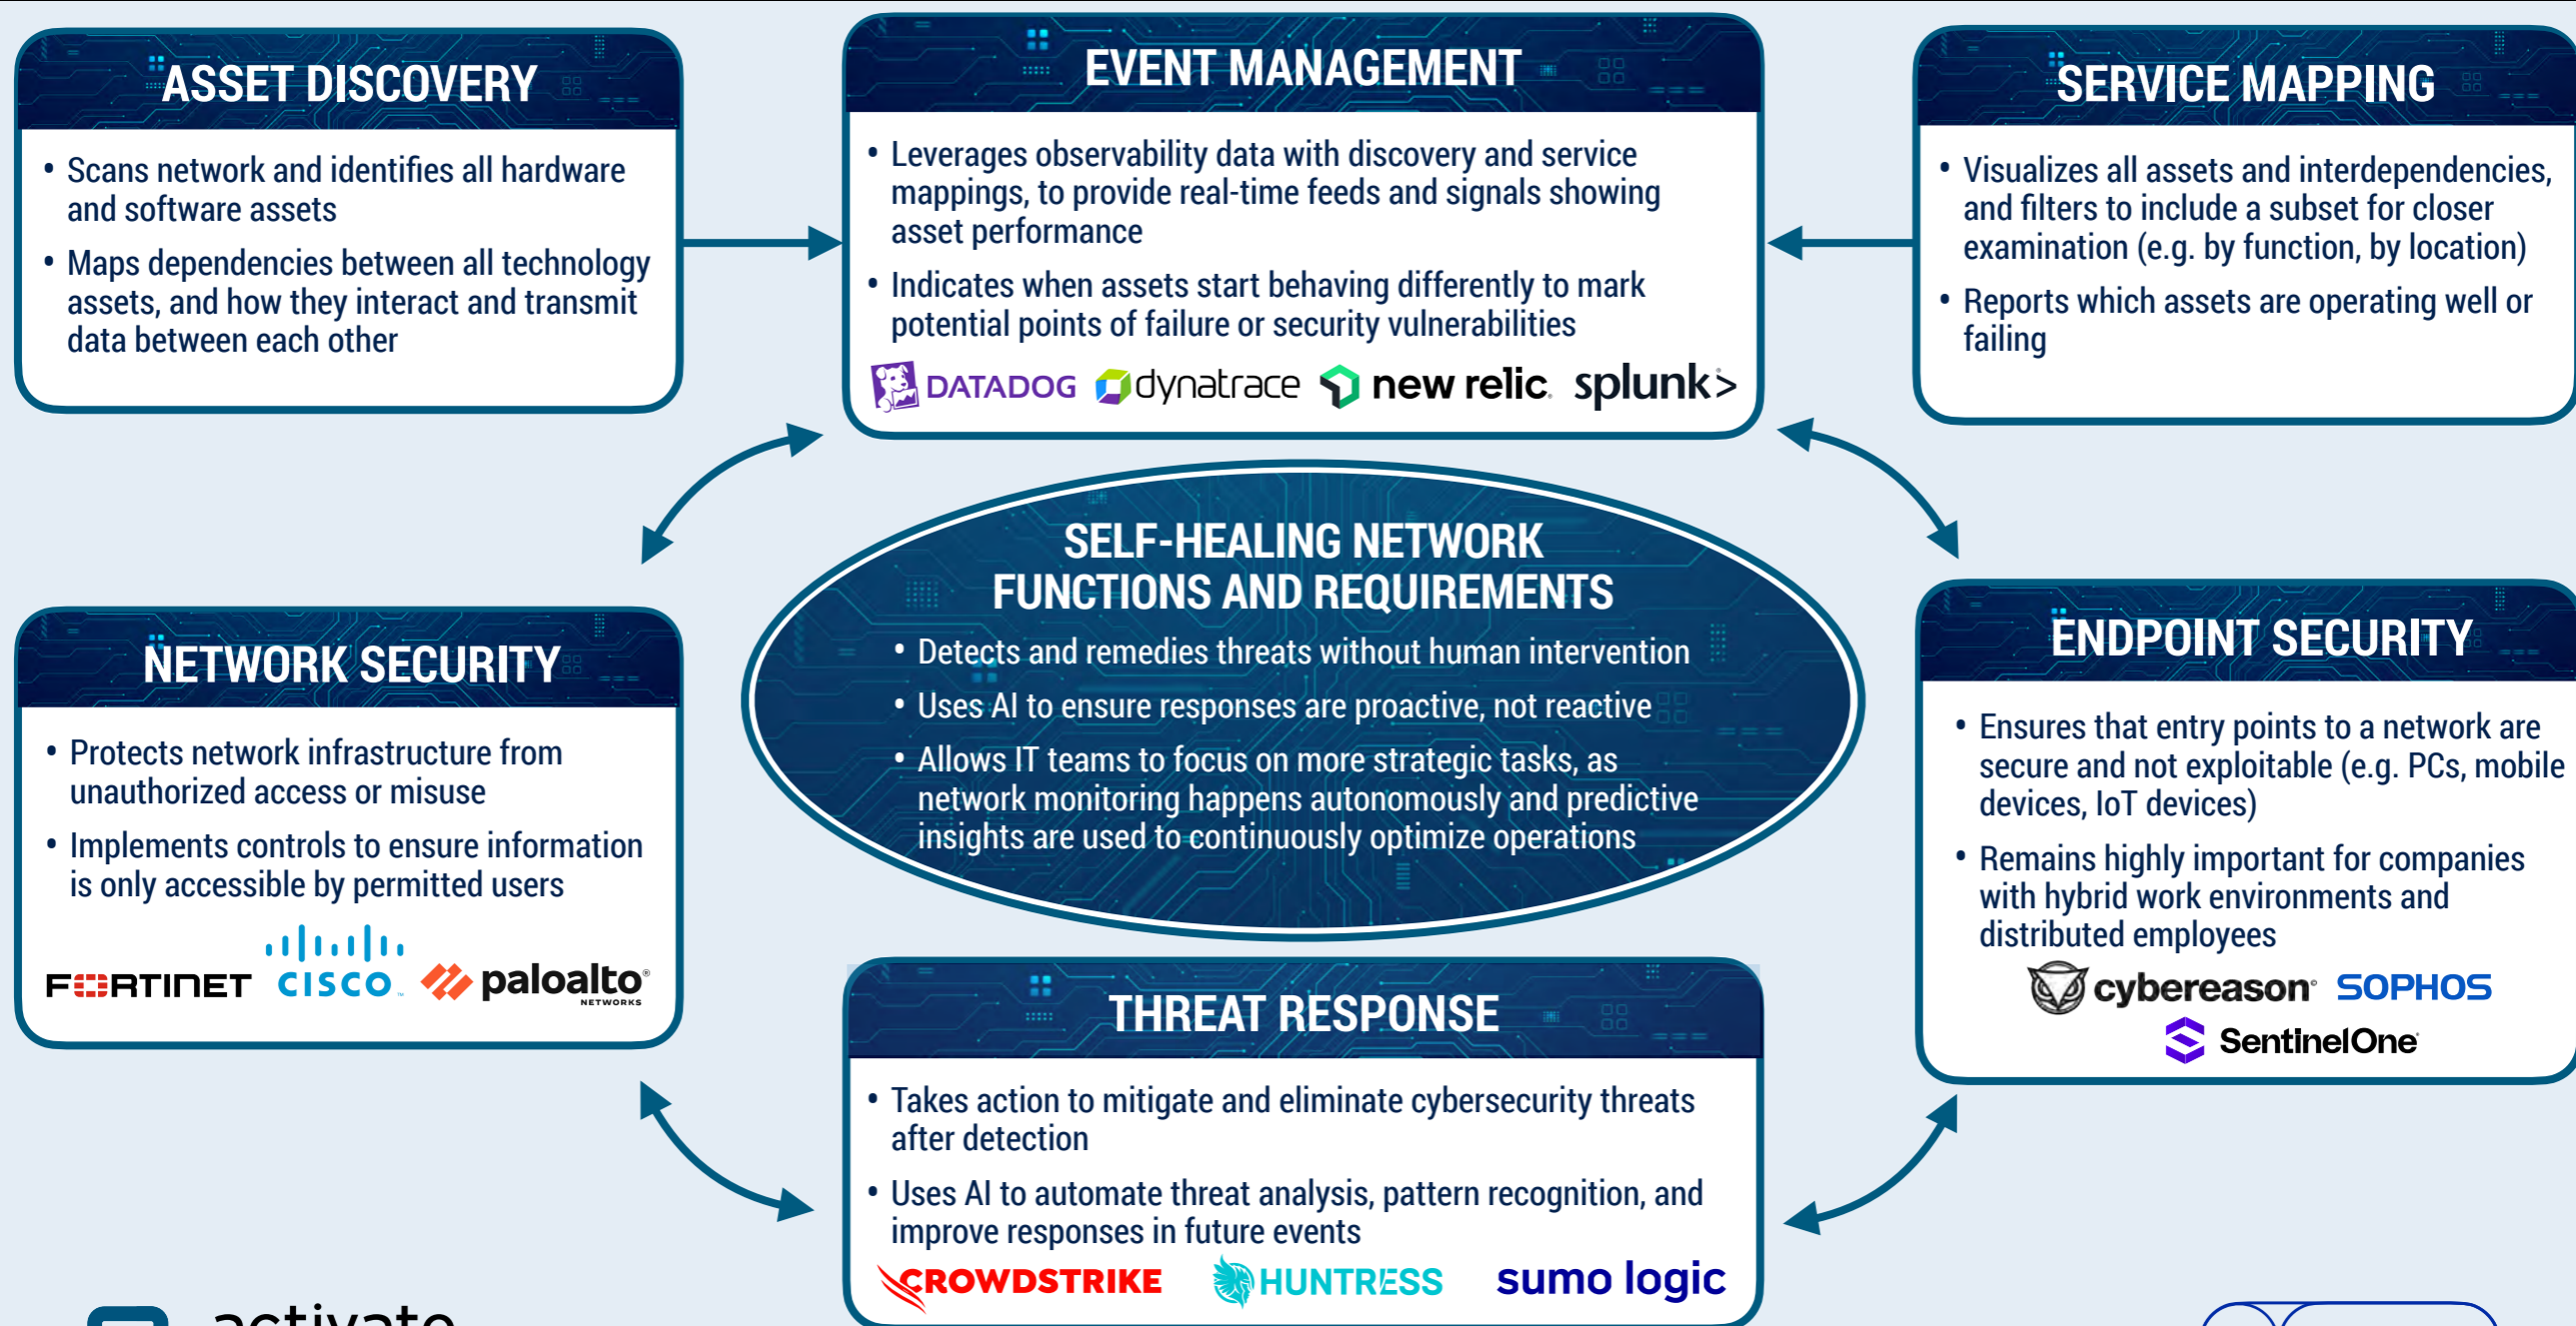 ASSET DISCOVERY
• Scans network and identifies all hardware
and software assets
• Maps dependencies between all technology
assets, and how they interact and transmit
data between each other
EVENT MANAGEMENT
• Leverages observability data with discovery and service
mappings, to provide real-time feeds and signals showing
asset performance
• Indicates when assets start behaving differently to mark
potential points of failure or security vulnerabilities
DATADOG dynatrace new relic. splunk>
SERVICE MAPPING
• Visualizes all assets and interdependencies,
and filters to include a subset for closer
examination (e.g. by function, by location)
• Reports which assets are operating well or
failing
SELF-HEALING NETWORK
FUNCTIONS AND REQUIREMENTS
• Detects and remedies threats without human intervention
• Uses AI to ensure responses are proactive, not reactive
• Allows IT teams to focus on more strategic tasks, as
network monitoring happens autonomously and predictive
insights are used to continuously optimize operations
NETWORK SECURITY
• Protects network infrastructure from
unauthorized access or misuse
• Implements controls to ensure information
is only accessible by permitted users
FORTINET CISCO paloalto®
NETWORKS
ENDPOINT SECURITY
• Ensures that entry points to a network are
secure and not exploitable (e.g. PCs, mobile
devices, IoT devices)
• Remains highly important for companies
with hybrid work environments and
distributed employees
cybereason SOPHOS
SentinelOne
THREAT RESPONSE
• Takes action to mitigate and eliminate cybersecurity threats
after detection
• Uses AI to automate threat analysis, pattern recognition, and
improve responses in future events
CROWDSTRIKE HUNTRESS sumo logic
activate